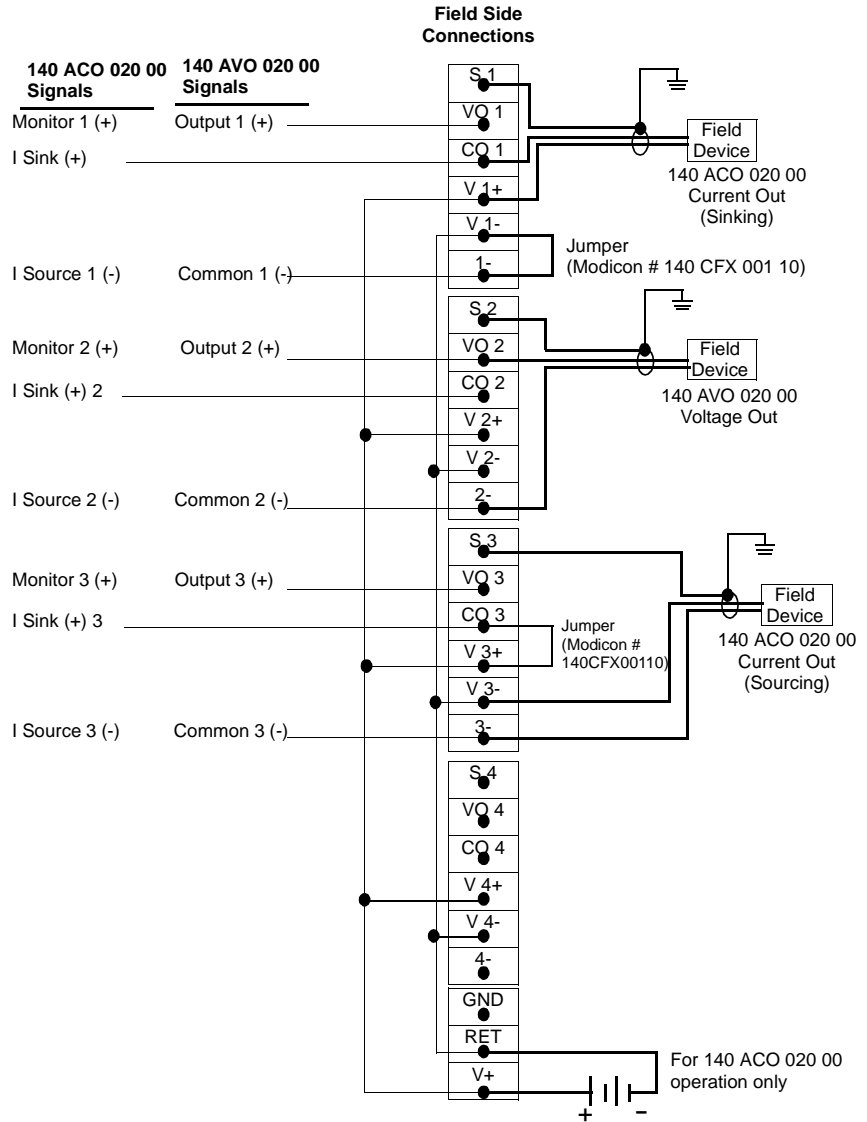 Field Side
Connections
140 ACO 020 00
Signals
140 AVO 020 00
Signals
S 1
Monitor 1 (+)
Output 1 (+)
VO 1
Field
Device
I Sink (+)
CO 1
140 ACO 020 00
Current Out
(Sinking)
V 1+
V 1-
Jumper
(Modicon # 140 CFX 001 10)
I Source 1 (-)
Common 1 (-)
1-
S 2
Monitor 2 (+)
Output 2 (+)
VO 2
Field
Device
I Sink (+) 2
CO 2
140 AVO 020 00
Voltage Out
V 2+
V 2-
I Source 2 (-)
Common 2 (-)
2-
S 3
Monitor 3 (+)
Output 3 (+)
VO 3
Field
Device
I Sink (+) 3
CO 3
Jumper
(Modicon #
140CFX00110)
140 ACO 020 00
Current Out
(Sourcing)
V 3+
V 3-
I Source 3 (-)
Common 3 (-)
3-
S 4
VO 4
CO 4
V 4+
V 4-
4-
GND
RET
V+
For 140 ACO 020 00
operation only
+ -